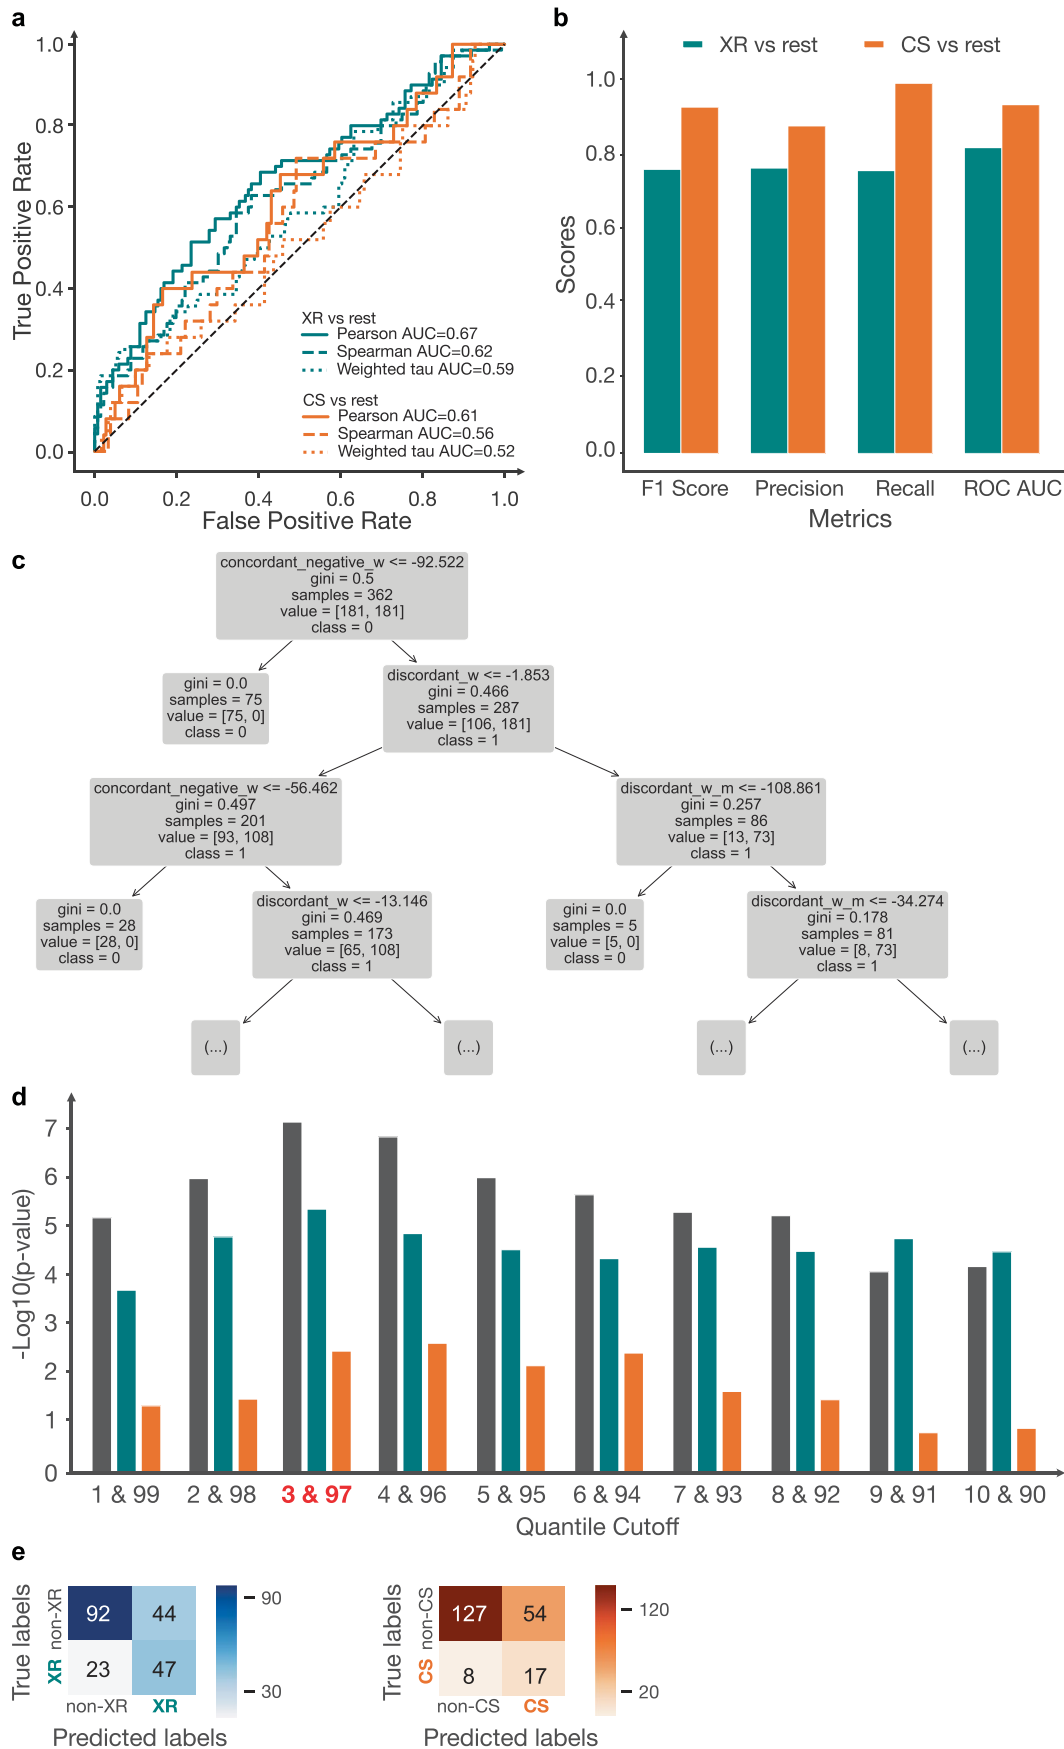 a
1.0
0.8
0.6
0.4
0.2
0.0
True Positive Rate
XR vs rest
Pearson AUC=0.67
Spearman AUC=0.62
Weighted tau AUC=0.59
CS vs rest
Pearson AUC=0.61
Spearman AUC=0.56
Weighted tau AUC=0.52
0.0 0.2 0.4 0.6 0.8 1.0
False Positive Rate
b
XR vs rest CS vs rest
1.0
0.8
0.6
0.4
0.2
0.0
Scores
F1 Score Precision Recall ROC AUC
Metrics
c
concordant_negative_w <= -92.522
gini = 0.5
samples = 362
value = [181, 181]
class = 0
gini = 0.0
samples = 75
value = [75, 0]
class = 0
discordant_w <= -1.853
gini = 0.466
samples = 287
value = [106, 181]
class = 1
concordant_negative_w <= -56.462
gini = 0.497
samples = 201
value = [93, 108]
class = 1
discordant_w_m <= -108.861
gini = 0.257
samples = 86
value = [13, 73]
class = 1
gini = 0.0
samples = 28
value = [28, 0]
class = 0
discordant_w <= -13.146
gini = 0.469
samples = 173
value = [65, 108]
class = 1
gini = 0.0
samples = 5
value = [5, 0]
class = 0
discordant_w_m <= -34.274
gini = 0.178
samples = 81
value = [8, 73]
class = 1
(...)
(...)
(...)
(...)
d
7
6
5
4
3
2
1
0
-Log10(p-value)
1 & 99 2 & 98 3 & 97 4 & 96 5 & 95 6 & 94 7 & 93 8 & 92 9 & 91 10 & 90
Quantile Cutoff
e
True labels
non-XR
XR
92 44
23 47
non-XR XR
Predicted labels
90
30
True labels
non-CS
CS
127 54
8 17
non-CS CS
Predicted labels
120
20